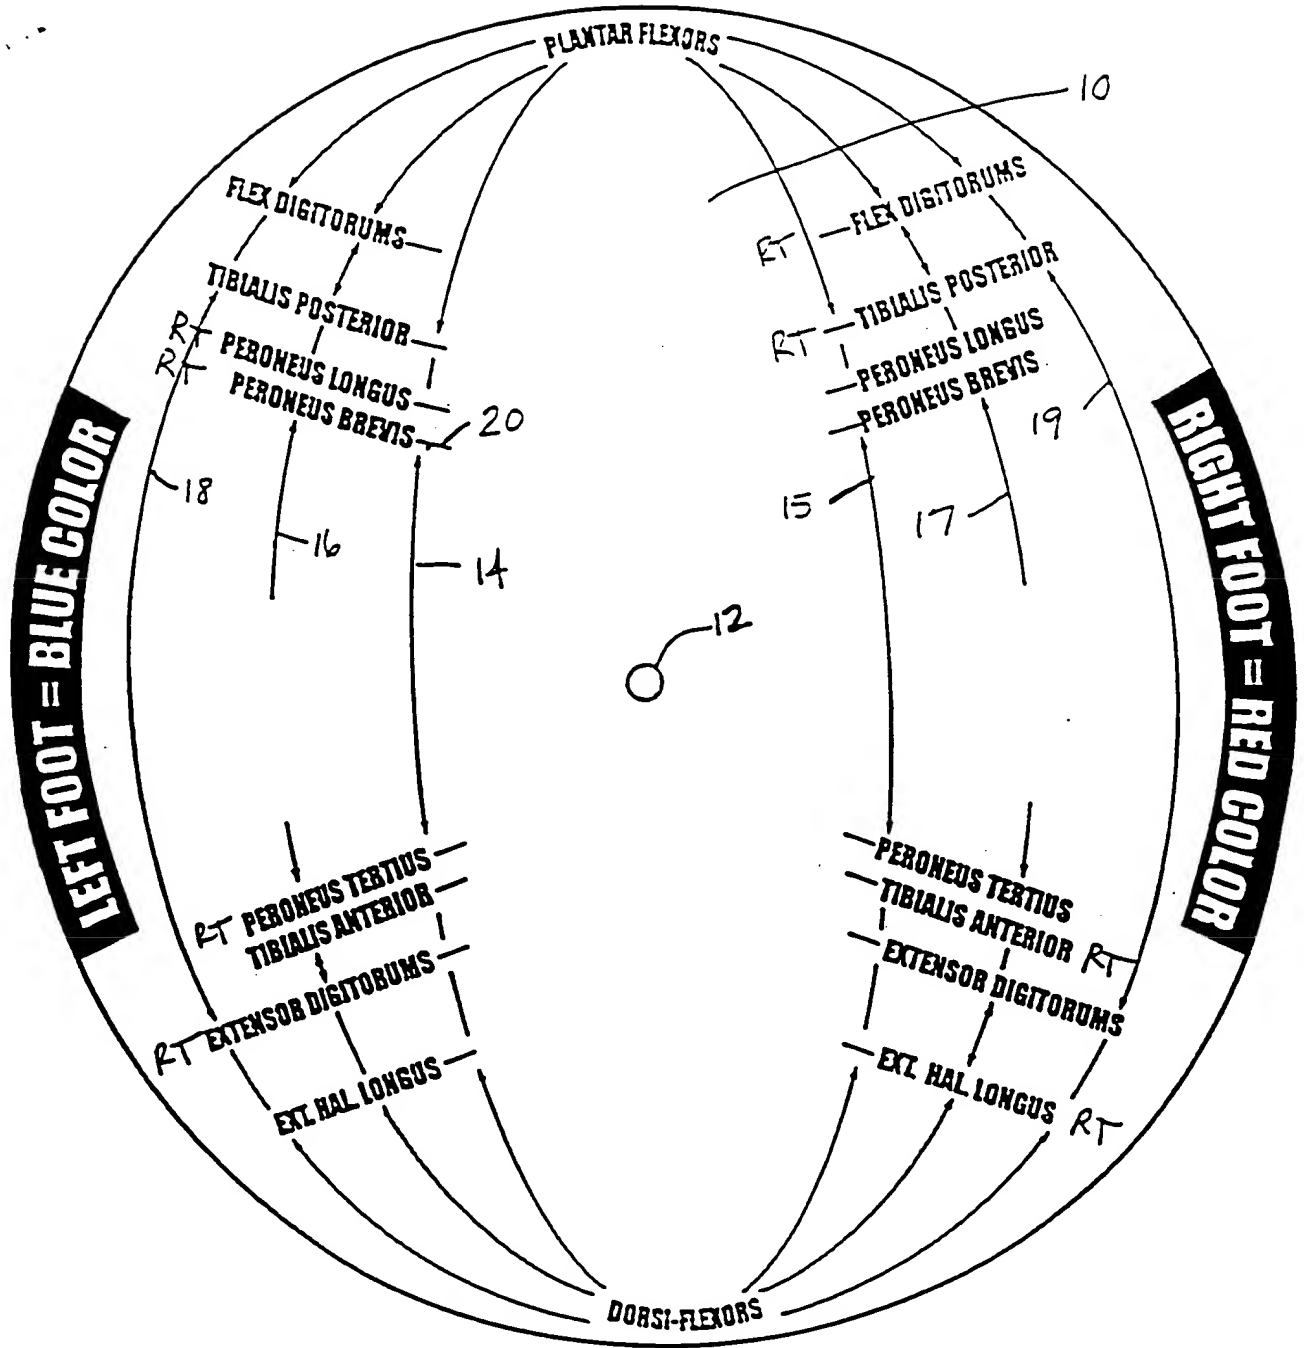 PLANTAR FLEXORS
10
FLEX DIGITORUMS
TIBIALIS POSTERIOR
RT PERONEUS LONGUS
RT PERONEUS BREVIS
20
18
16
14
RT FLEX DIGITORUMS
RT TIBIALIS POSTERIOR
PERONEUS LONGUS
PERONEUS BREVIS
19
15
17
LEFT FOOT = BLUE COLOR
RIGHT FOOT = RED COLOR
12
RT PERONEUS TERTIUS
TIBIALIS ANTERIOR
RT EXTENSOR DIGITORUMS
EXT. HAL. LONGUS
PERONEUS TERTIUS
TIBIALIS ANTERIOR RT
EXTENSOR DIGITORUMS
EXT. HAL. LONGUS RT
DORSI-FLEXORS